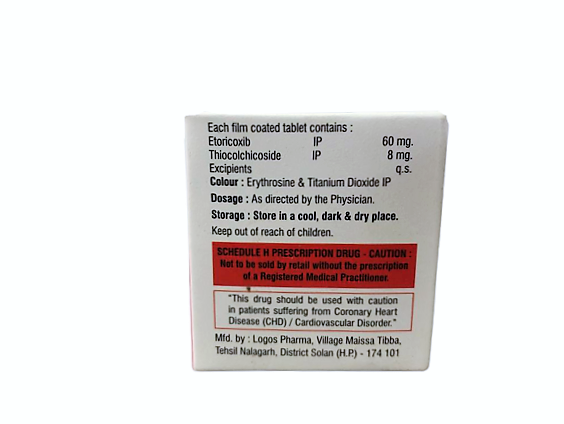 Each film coated tablet contains :
Etoricoxib IP 60 mg.
Thiocolchicoside IP 8 mg.
Excipients q.s.
Colour : Erythrosine & Titanium Dioxide IP
Dosage : As directed by the Physician.
Storage : Store in a cool, dark & dry place.
Keep out of reach of children.
SCHEDULE H PRESCRIPTION DRUG - CAUTION :
Not to be sold by retail without the prescription
of a Registered Medical Practitioner.
"This drug should be used with caution
in patients suffering from Coronary Heart
Disease (CHD) / Cardiovascular Disorder."
Mfd. by : Logos Pharma, Village Maissa Tibba,
Tehsil Nalagarh, District Solan (H.P.) - 174 101